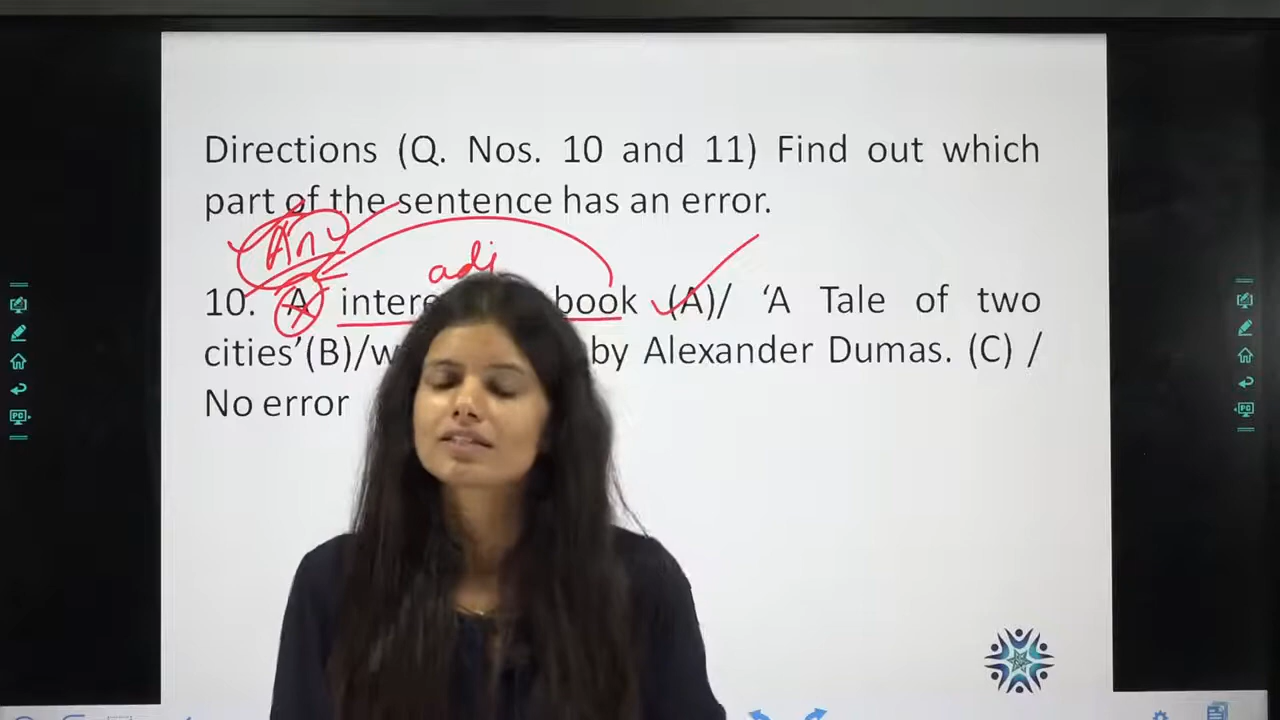 Directions (Q. Nos. 10 and 11) Find out which
part of the sentence has an error.
An
adj
10. A book (A)/ ‘A Tale of two
cities’(B)/ by Alexander Dumas. (C) /
No error